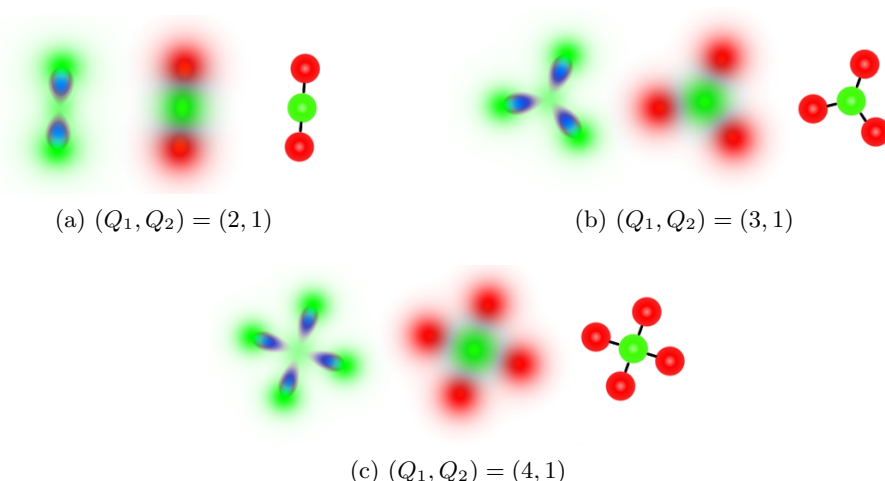 (a) (Q₁, Q₂) = (2, 1)
(b) (Q₁, Q₂) = (3, 1)
(c) (Q₁, Q₂) = (4, 1)